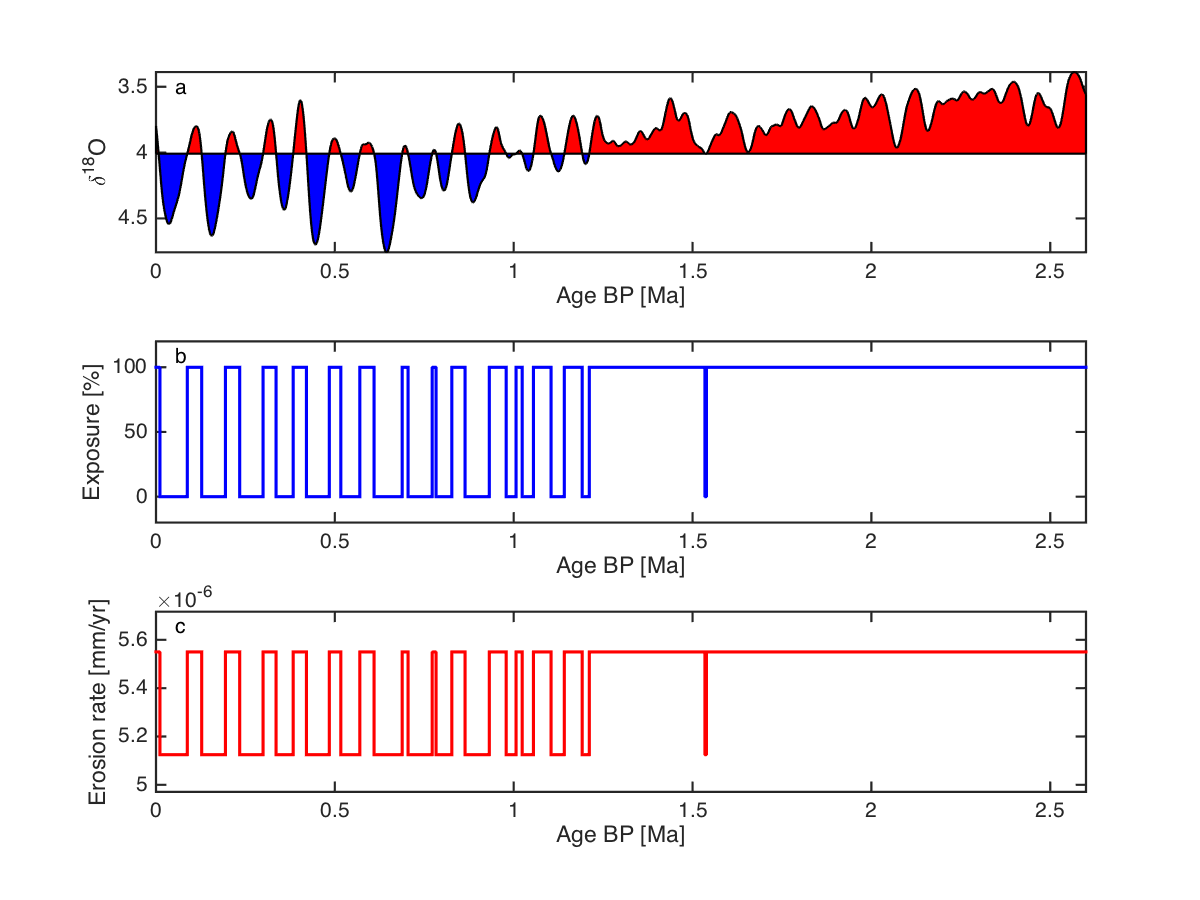 a
3.5
4
4.5
δ¹⁸O
0 0.5 1 1.5 2 2.5
Age BP [Ma]
b
100
50
0
Exposure [%]
0 0.5 1 1.5 2 2.5
Age BP [Ma]
×10⁻⁶
c
5.6
5.4
5.2
5
Erosion rate [mm/yr]
0 0.5 1 1.5 2 2.5
Age BP [Ma]